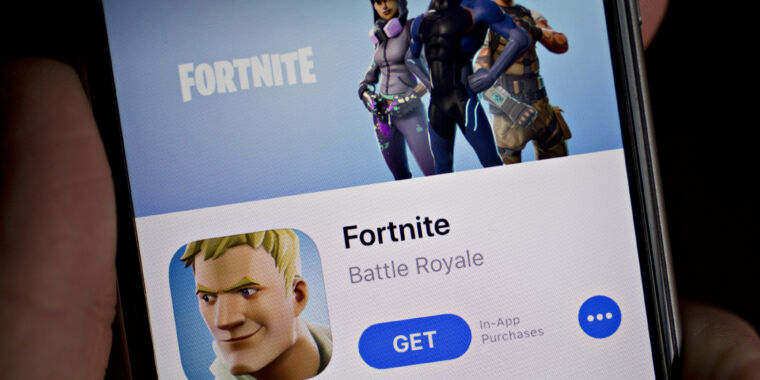 FORTNITE
Fortnite
Battle Royale
GET
In-App
Purchases